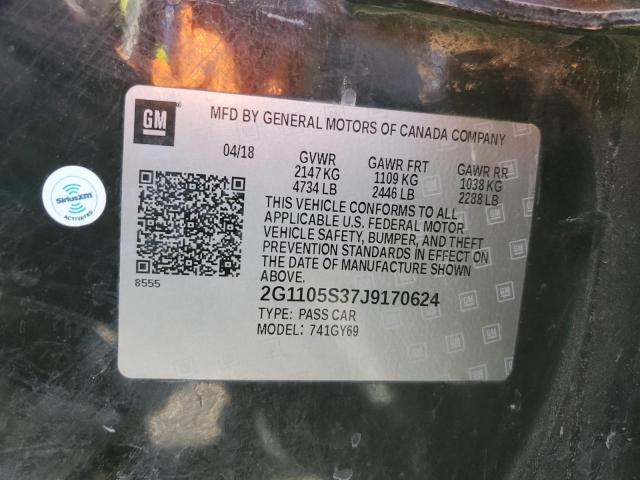 GM
MFD BY GENERAL MOTORS OF CANADA COMPANY
04/18 GVWR GAWR FRT GAWR RR
2147 KG 1109 KG 1038 KG
4734 LB 2446 LB 2288 LB
THIS VEHICLE CONFORMS TO ALL
APPLICABLE U.S. FEDERAL MOTOR
VEHICLE SAFETY, BUMPER, AND THEFT
PREVENTION STANDARDS IN EFFECT ON
THE DATE OF MANUFACTURE SHOWN
ABOVE.
8555
2G1105S37J9170624
TYPE: PASS CAR
MODEL: 741GY69
SiriusXM
ACTIVATED